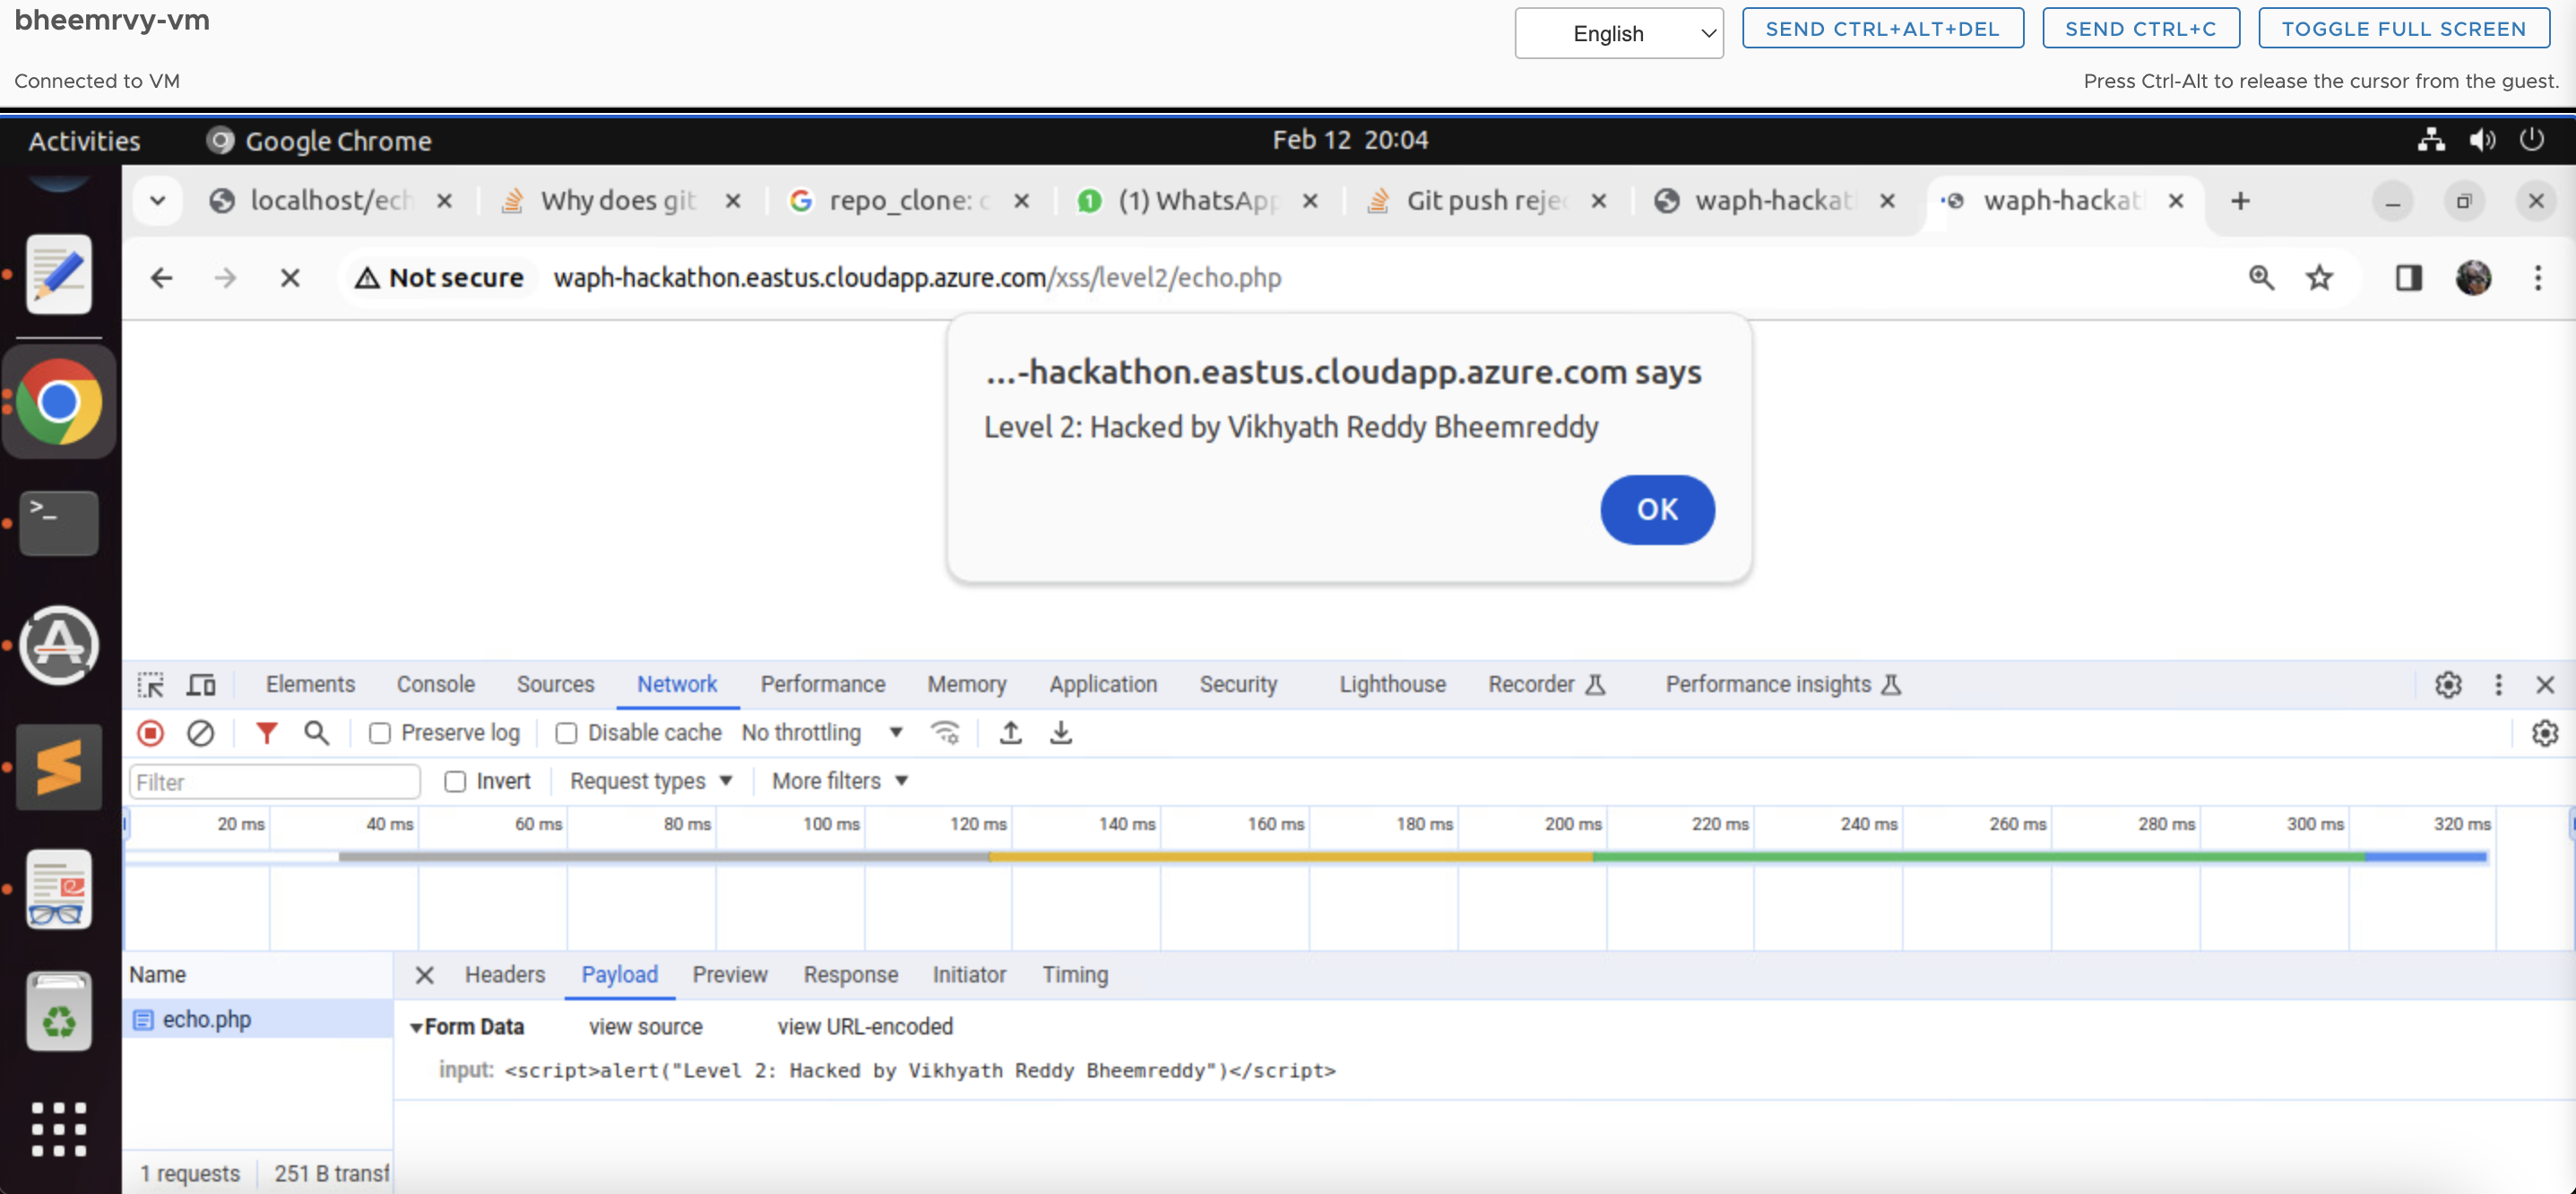 bheemrvy-vm
English
SEND CTRL+ALT+DEL
SEND CTRL+C
TOGGLE FULL SCREEN
Connected to VM
Press Ctrl-Alt to release the cursor from the guest.
Activities
Google Chrome
Feb 12 20:04
localhost/ech
Why does git
repo_clone: c
(1) WhatsApp
Git push reje
waph-hackat
waph-hackat
Not secure
waph-hackathon.eastus.cloudapp.azure.com/xss/level2/echo.php
...-hackathon.eastus.cloudapp.azure.com says
Level 2: Hacked by Vikhyath Reddy Bheemreddy
OK
Elements
Console
Sources
Network
Performance
Memory
Application
Security
Lighthouse
Recorder
Performance insights
Preserve log
Disable cache
No throttling
Filter
Invert
Request types
More filters
20 ms
40 ms
60 ms
80 ms
100 ms
120 ms
140 ms
160 ms
180 ms
200 ms
220 ms
240 ms
260 ms
280 ms
300 ms
320 ms
Name
Headers
Payload
Preview
Response
Initiator
Timing
echo.php
Form Data
view source
view URL-encoded
input: <script>alert("Level 2: Hacked by Vikhyath Reddy Bheemreddy")</script>
1 requests
251 B transf